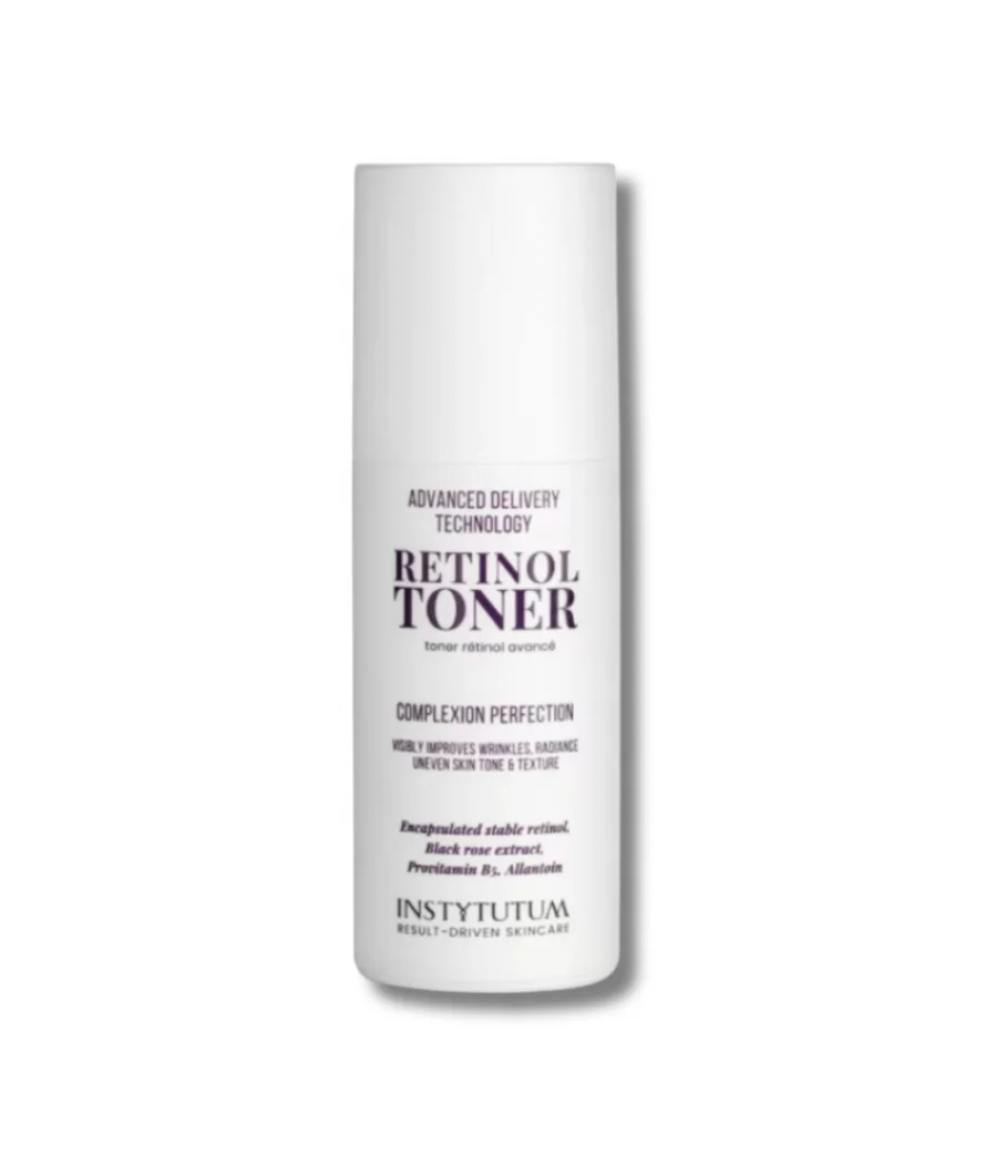 ADVANCED DELIVERY
TECHNOLOGY
RETINOL
TONER
toner rétinol avancé
COMPLEXION PERFECTION
VISIBLY IMPROVES WRINKLES, RADIANCE
UNEVEN SKIN TONE & TEXTURE
Encapsulated stable retinol,
Black rose extract,
Provitamin B5, Allantoin
INSTYTUTUM
RESULT-DRIVEN SKINCARE